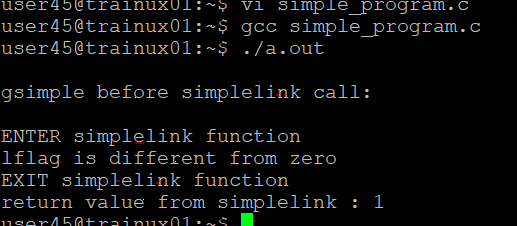 user45@trainux01:~$ vi simple_program.c
user45@trainux01:~$ gcc simple_program.c
user45@trainux01:~$ ./a.out
gsimple before simplelink call:
ENTER simplelink function
lflag is different from zero
EXIT simplelink function
return value from simplelink : 1
user45@trainux01:~$